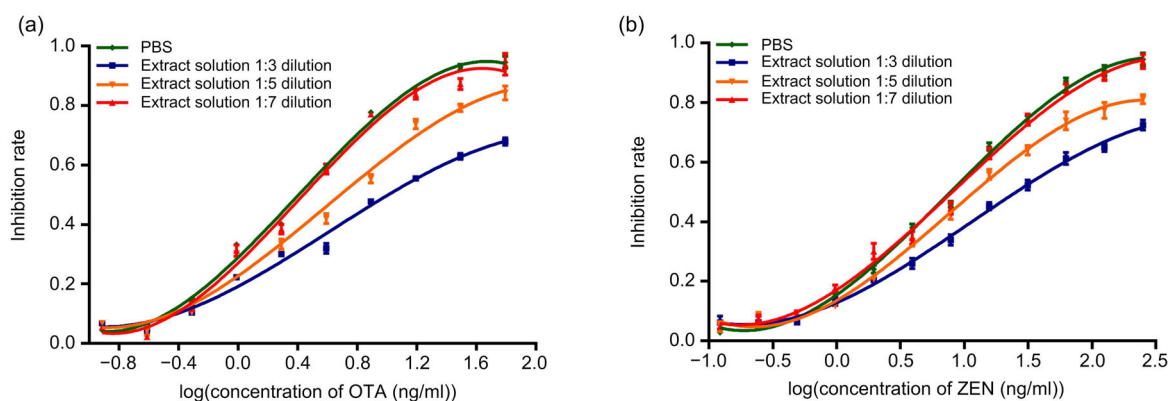 (a)
PBS
Extract solution 1:3 dilution
Extract solution 1:5 dilution
Extract solution 1:7 dilution
Inhibition rate
1.0
0.8
0.6
0.4
0.2
0.0
−0.8 −0.4 0.0 0.4 0.8 1.2 1.6 2.0
log(concentration of OTA (ng/ml))
(b)
PBS
Extract solution 1:3 dilution
Extract solution 1:5 dilution
Extract solution 1:7 dilution
Inhibition rate
1.0
0.8
0.6
0.4
0.2
0.0
−1.0 −0.5 0.0 0.5 1.0 1.5 2.0 2.5
log(concentration of ZEN (ng/ml))